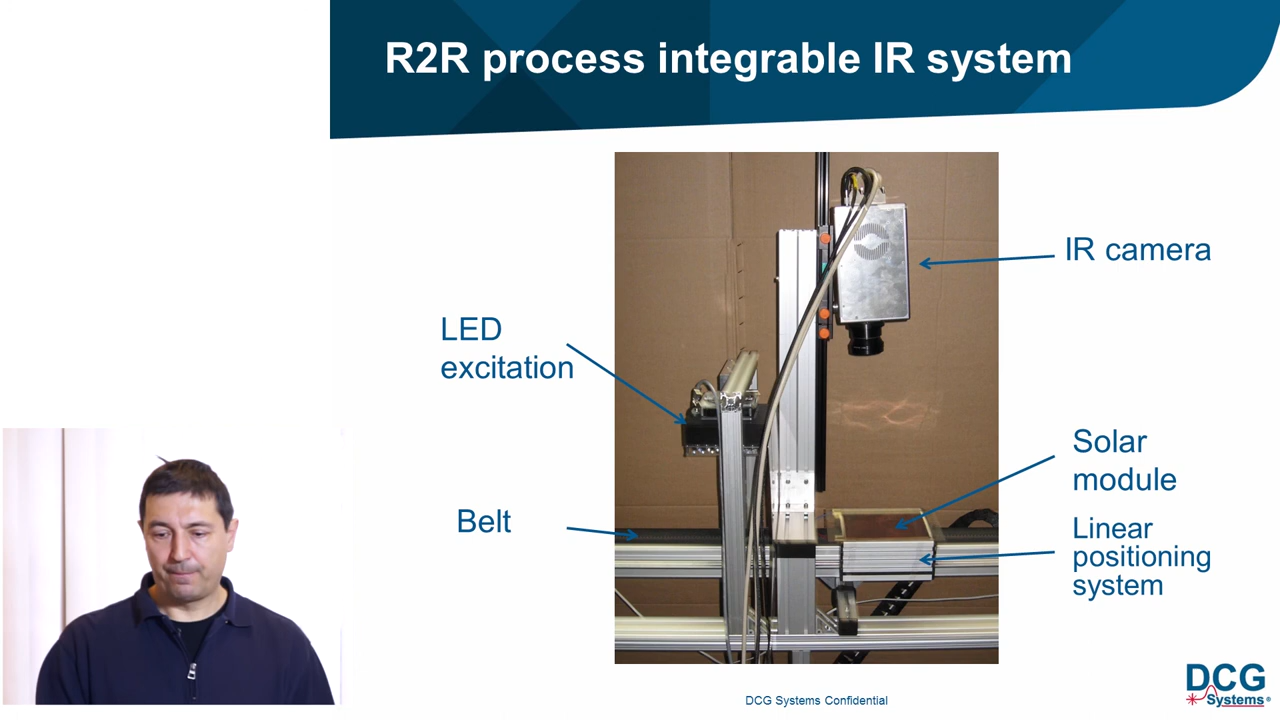 R2R process integrable IR system
IR camera
LED
excitation
Solar
module
Belt
Linear
positioning
system
DCG Systems Confidential
DCG
Systems®